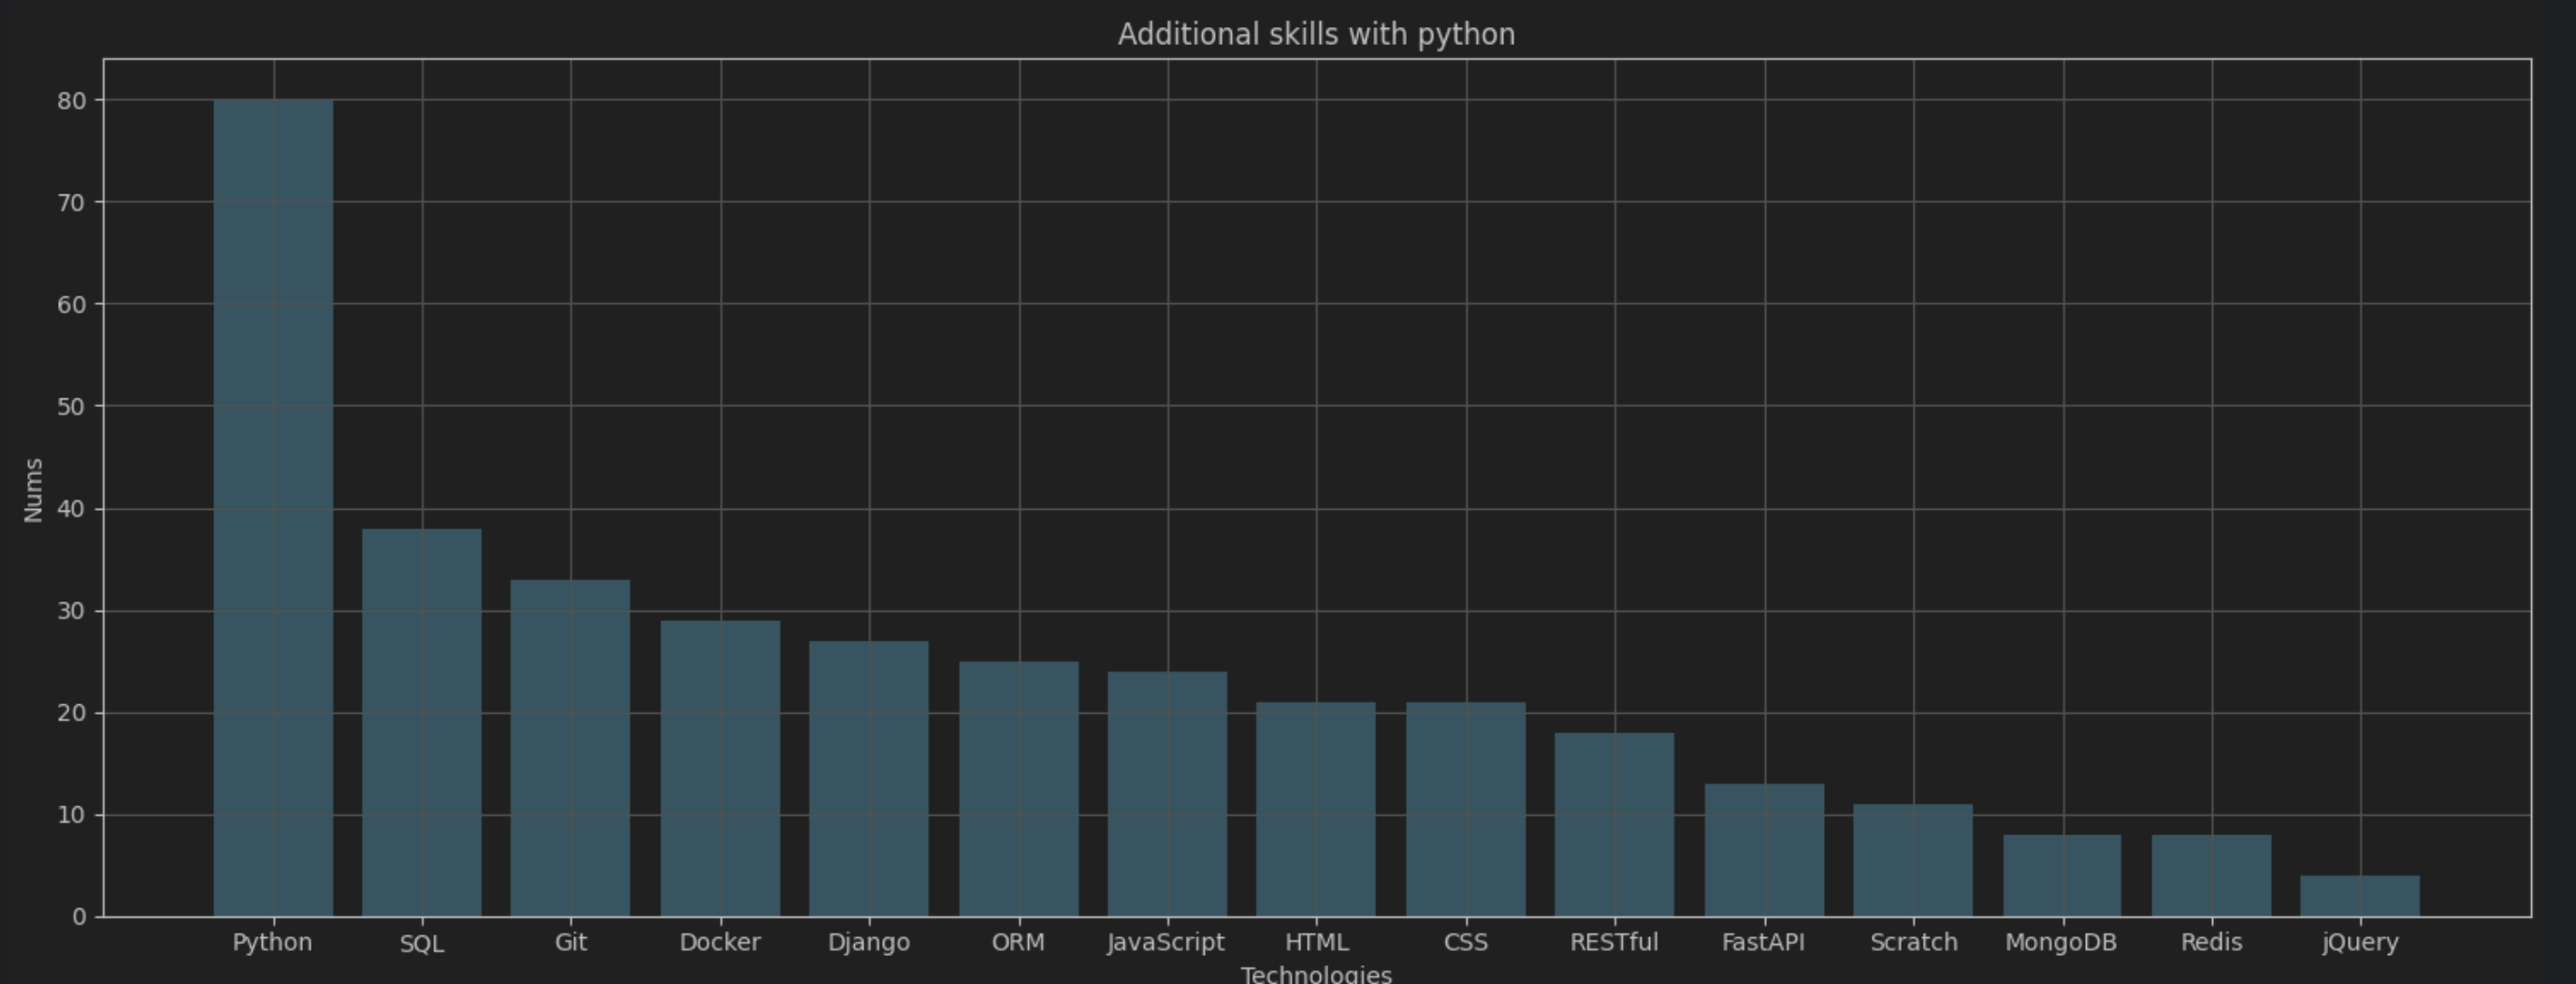 Additional skills with python
80
70
60
50
40
30
20
10
0
Nums
Python SQL Git Docker Django ORM JavaScript HTML CSS RESTful FastAPI Scratch MongoDB Redis jQuery
Technologies